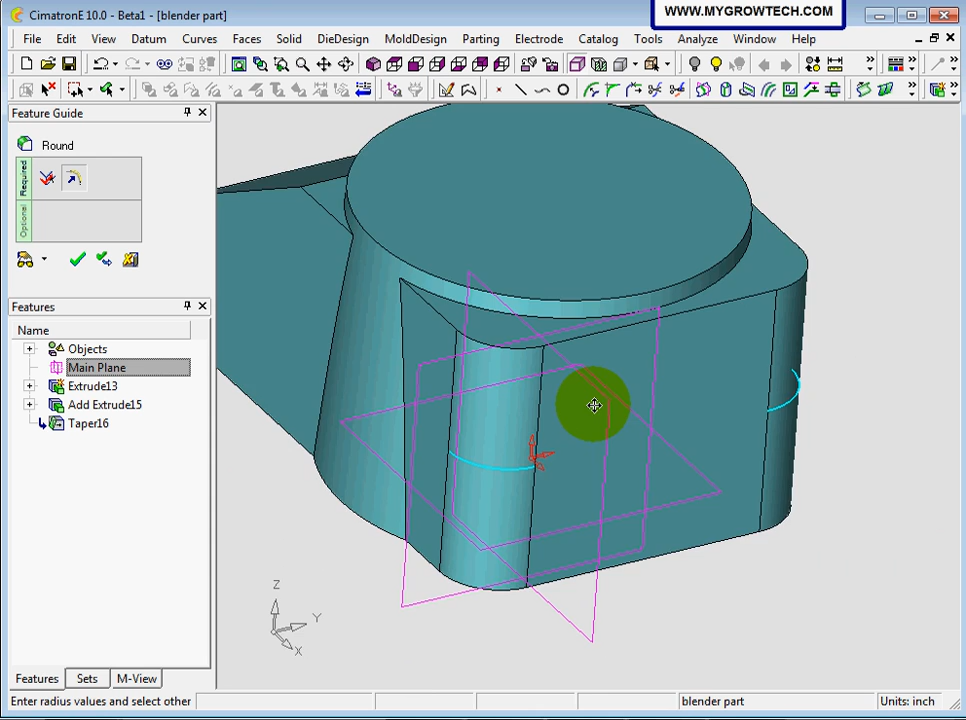 CimatronE 10.0 - Beta1 - [blender part]
WWW.MYGROWTECH.COM
File Edit View Datum Curves Faces Solid DieDesign MoldDesign Parting Electrode Catalog Tools Analyze Window Help
Feature Guide
Round
Required
Optional
Features
Name
Objects
Main Plane
Extrude13
Add Extrude15
Taper16
Z
Y
X
Features Sets M-View
Enter radius values and select other
blender part
Units: inch